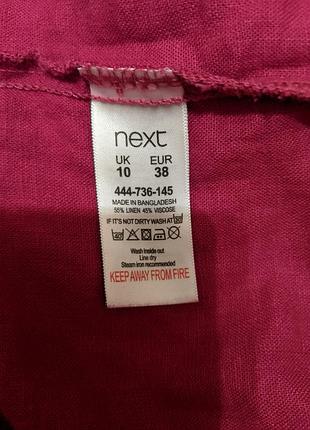 next
UK EUR
10 38
444-736-145
MADE IN BANGLADESH
55% LINEN 45% VISCOSE
IF IT'S NOT DIRTY WASH AT
40
Wash inside out
Line dry
Steam iron recommended
KEEP AWAY FROM FIRE